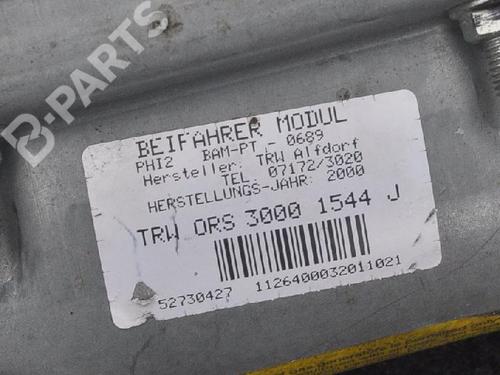 B-PARTS
BEIFAHRER MODUL
PHI2 BAM-PT - 0689
Hersteller: TRW Alfdorf
TEL. 07172/3020
HERSTELLUNGS-JAHR: 2000
TRW ORS 3000 1544 J
52730427 1126400032011021